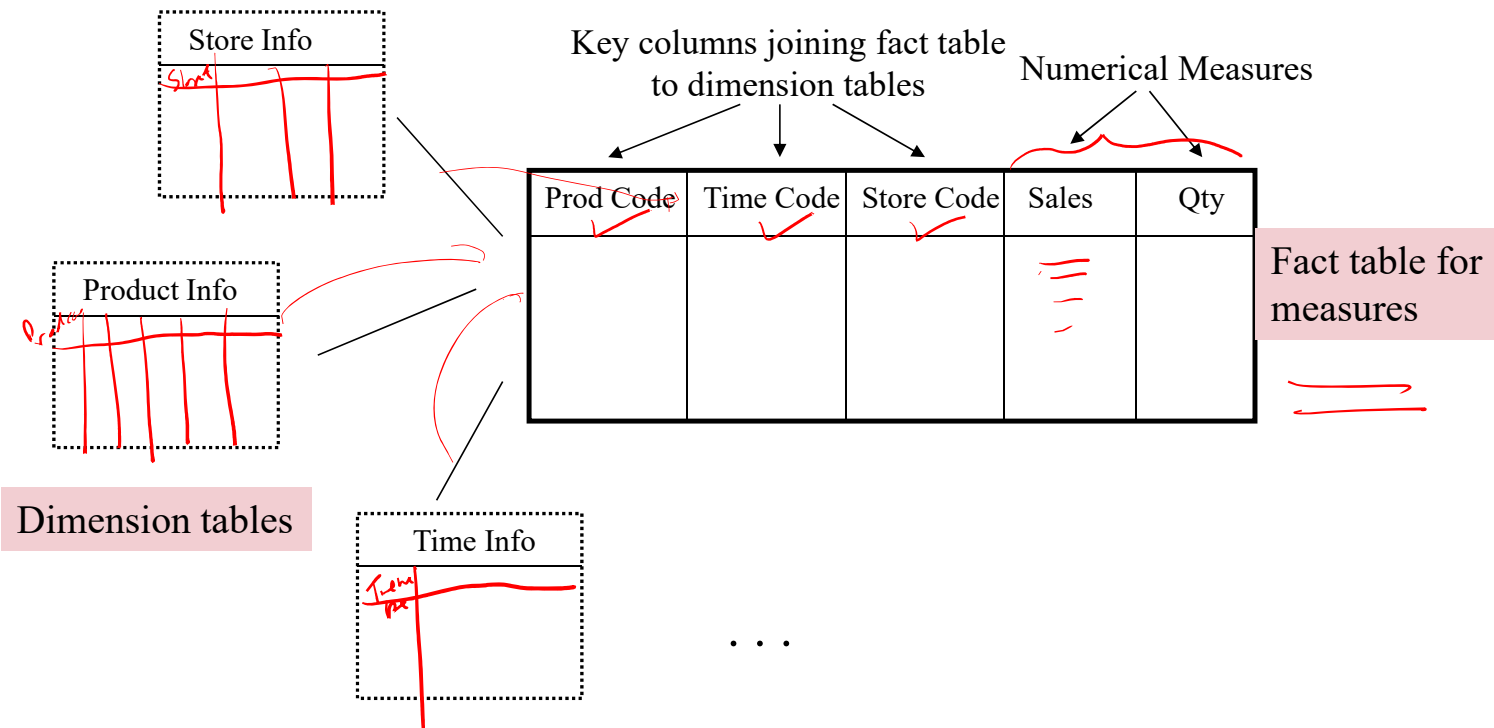 Store Info
Key columns joining fact table
to dimension tables
Numerical Measures
Prod Code
Time Code
Store Code
Sales
Qty
Fact table for
measures
Product Info
Dimension tables
Time Info
. . .